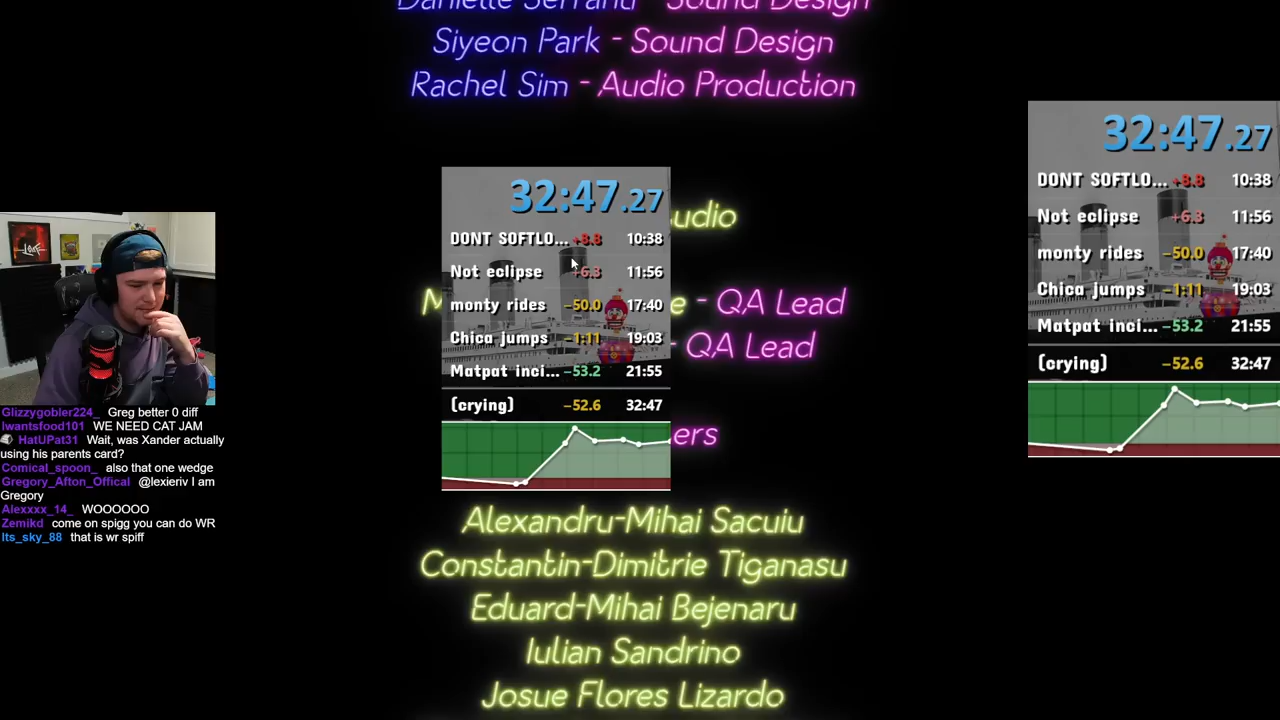 Danielle Serranti - Sound Design
Siyeon Park - Sound Design
Rachel Sim - Audio Production
32:47.27
DONT SOFTLO... +8.8 10:38
Not eclipse +6.3 11:56
monty rides -50.0 17:40
Chica jumps -1:11 19:03
Matpat inci... -53.2 21:55
(crying) -52.6 32:47
udio
M
e - QA Lead
- QA Lead
ers
32:47.27
DONT SOFTLO... +8.8 10:38
Not eclipse +6.3 11:56
monty rides -50.0 17:40
Chica jumps -1:11 19:03
Matpat inci... -53.2 21:55
(crying) -52.6 32:47
Glizzygobler224_ Greg better 0 diff
Iwantsfood101 WE NEED CAT JAM
HatUPat31 Wait, was Xander actually
using his parents card?
Comical_spoon_ also that one wedge
Gregory_Afton_Offical @lexieriv I am
Gregory
Alexxxx_14_ WOOOOOO
Zemikd come on spigg you can do WR
Its_sky_88 that is wr spiff
Alexandru-Mihai Sacuiu
Constantin-Dimitrie Tiganasu
Eduard-Mihai Bejenaru
Iulian Sandrino
Josue Flores Lizardo